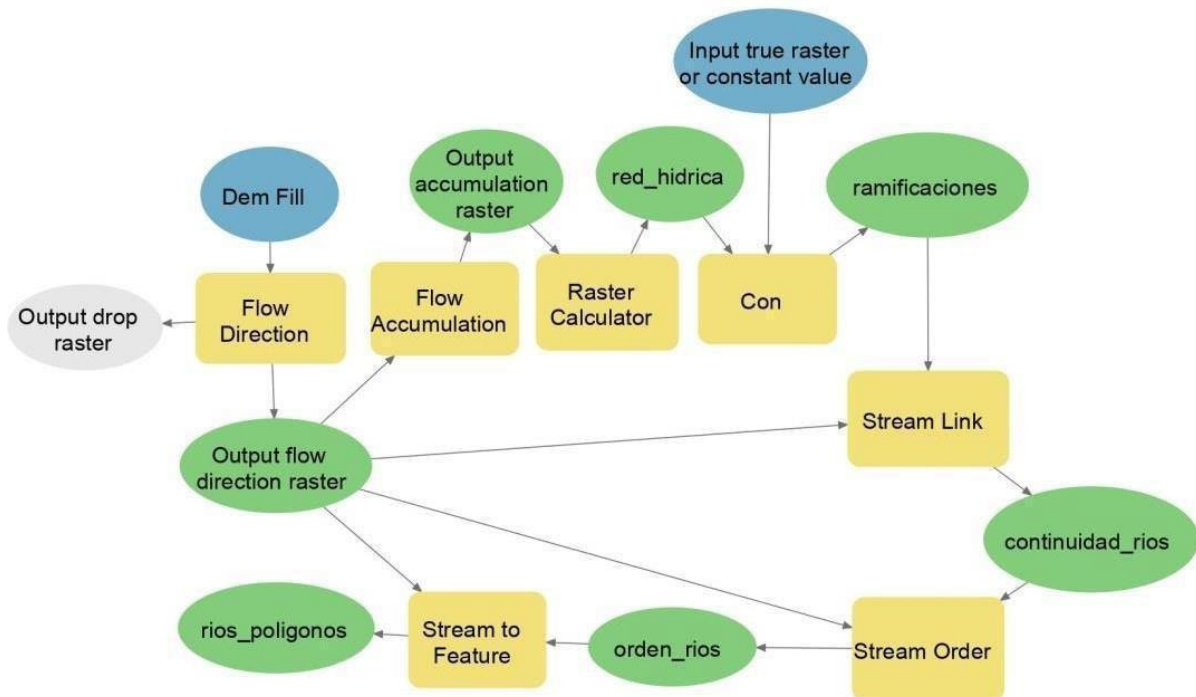 Input true raster
or constant value
Output
accumulation
raster
red_hidrica
ramificaciones
Dem Fill
Flow
Direction
Flow
Accumulation
Raster
Calculator
Con
Output drop
raster
Stream Link
Output flow
direction raster
continuidad_rios
rios_poligonos
Stream to
Feature
orden_rios
Stream Order